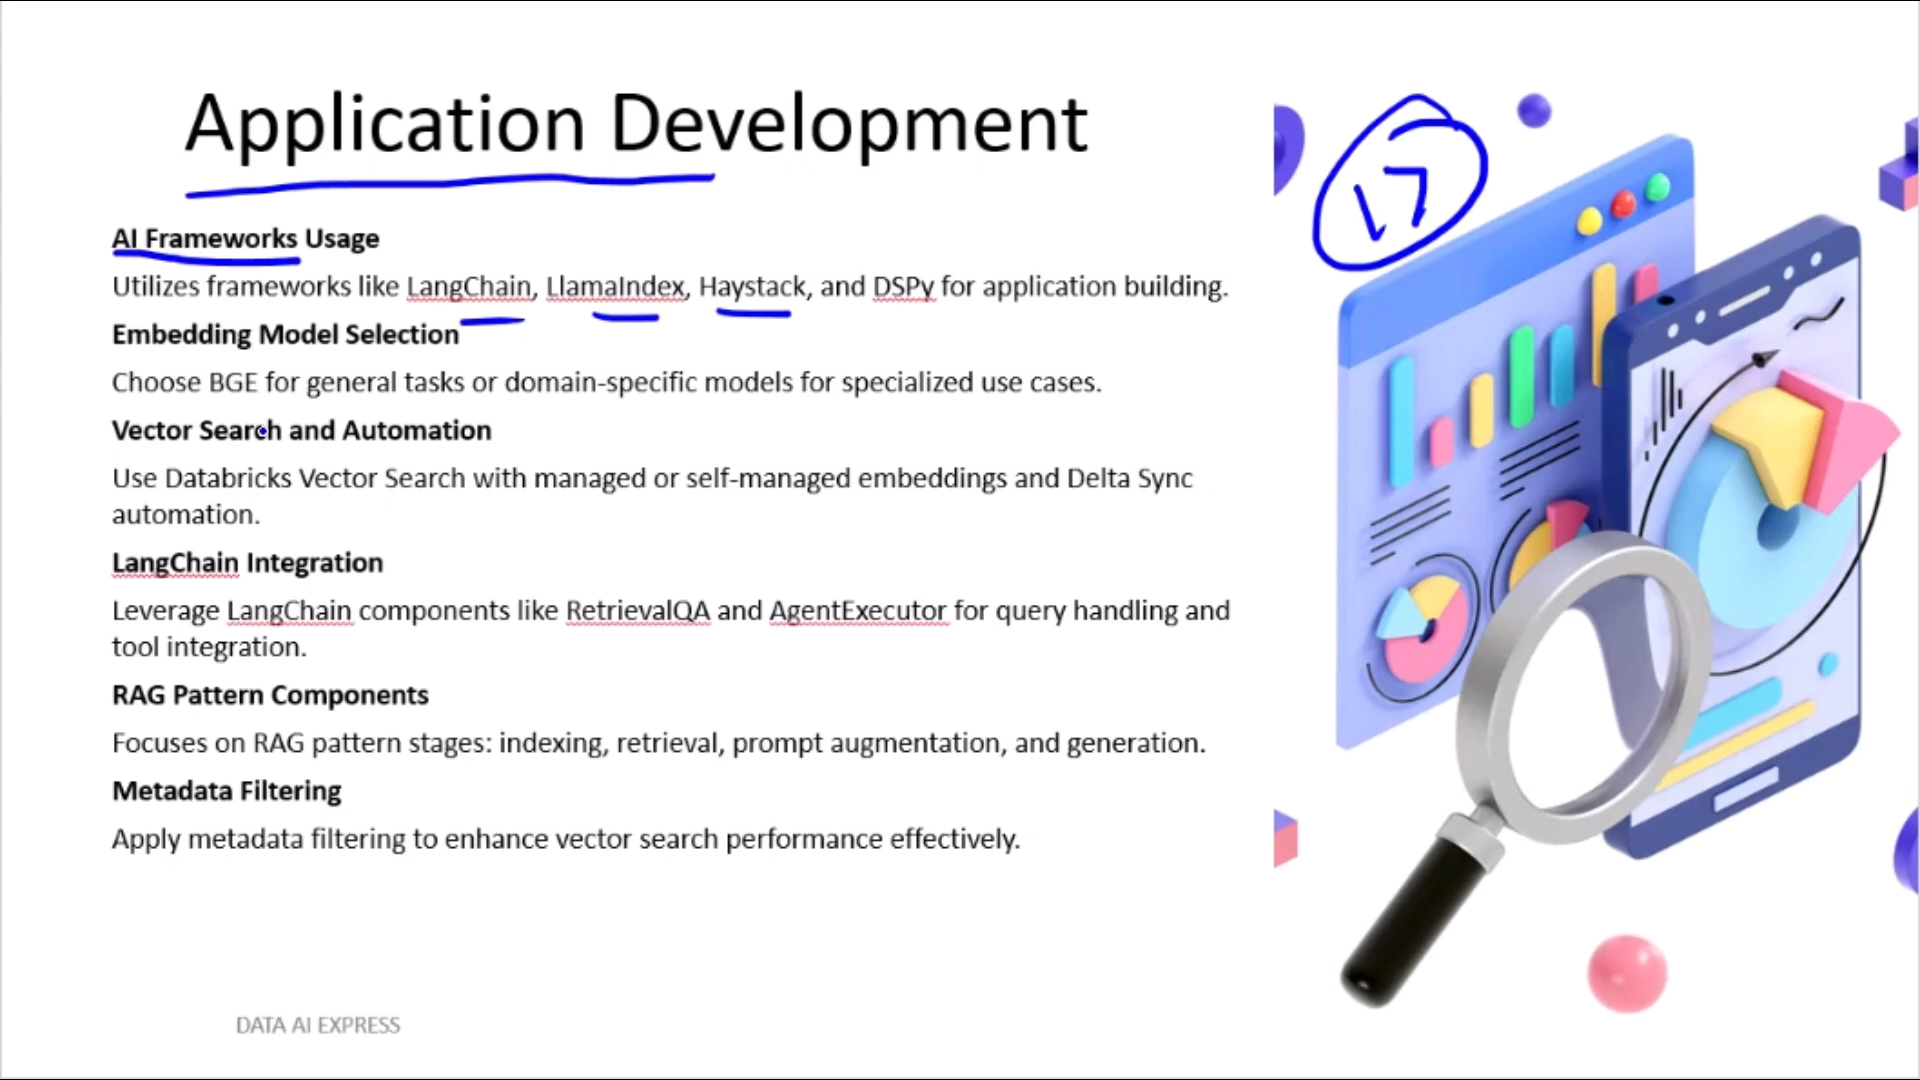 Application Development
17
AI Frameworks Usage
Utilizes frameworks like LangChain, LlamaIndex, Haystack, and DSPy for application building.
Embedding Model Selection
Choose BGE for general tasks or domain-specific models for specialized use cases.
Vector Search and Automation
Use Databricks Vector Search with managed or self-managed embeddings and Delta Sync
automation.
LangChain Integration
Leverage LangChain components like RetrievalQA and AgentExecutor for query handling and
tool integration.
RAG Pattern Components
Focuses on RAG pattern stages: indexing, retrieval, prompt augmentation, and generation.
Metadata Filtering
Apply metadata filtering to enhance vector search performance effectively.
DATA AI EXPRESS